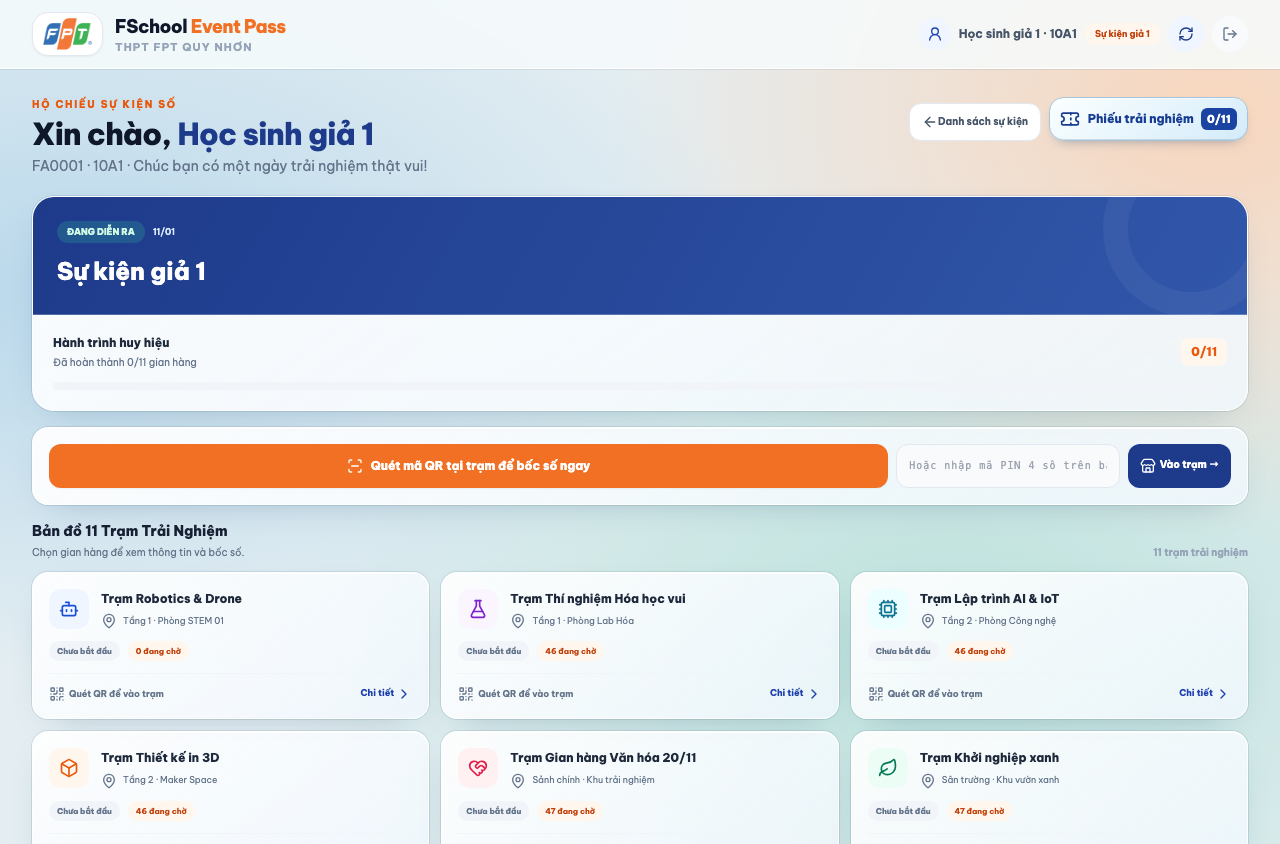 FPT
FSchool Event Pass
THPT FPT QUY NHƠN
Học sinh giả 1 · 10A1
Sự kiện giả 1
HỘ CHIẾU SỰ KIỆN SỐ
Xin chào, Học sinh giả 1
FA0001 · 10A1 · Chúc bạn có một ngày trải nghiệm thật vui!
← Danh sách sự kiện
Phiếu trải nghiệm 0/11
ĐANG DIỄN RA 11/01
Sự kiện giả 1
Hành trình huy hiệu
Đã hoàn thành 0/11 gian hàng
0/11
Quét mã QR tại trạm để bốc số ngay
Hoặc nhập mã PIN 4 số trên
Vào trạm →
Bản đồ 11 Trạm Trải Nghiệm
Chọn gian hàng để xem thông tin và bốc số.
11 trạm trải nghiệm
Trạm Robotics & Drone
Tầng 1 · Phòng STEM 01
Chưa bắt đầu 0 đang chờ
Quét QR để vào trạm Chi tiết
Trạm Thí nghiệm Hóa học vui
Tầng 1 · Phòng Lab Hóa
Chưa bắt đầu 46 đang chờ
Quét QR để vào trạm Chi tiết
Trạm Lập trình AI & IoT
Tầng 2 · Phòng Công nghệ
Chưa bắt đầu 46 đang chờ
Quét QR để vào trạm Chi tiết
Trạm Thiết kế in 3D
Tầng 2 · Maker Space
Chưa bắt đầu 46 đang chờ
Trạm Gian hàng Văn hóa 20/11
Sảnh chính · Khu trải nghiệm
Chưa bắt đầu 47 đang chờ
Trạm Khởi nghiệp xanh
Sân trường · Khu vườn xanh
Chưa bắt đầu 47 đang chờ